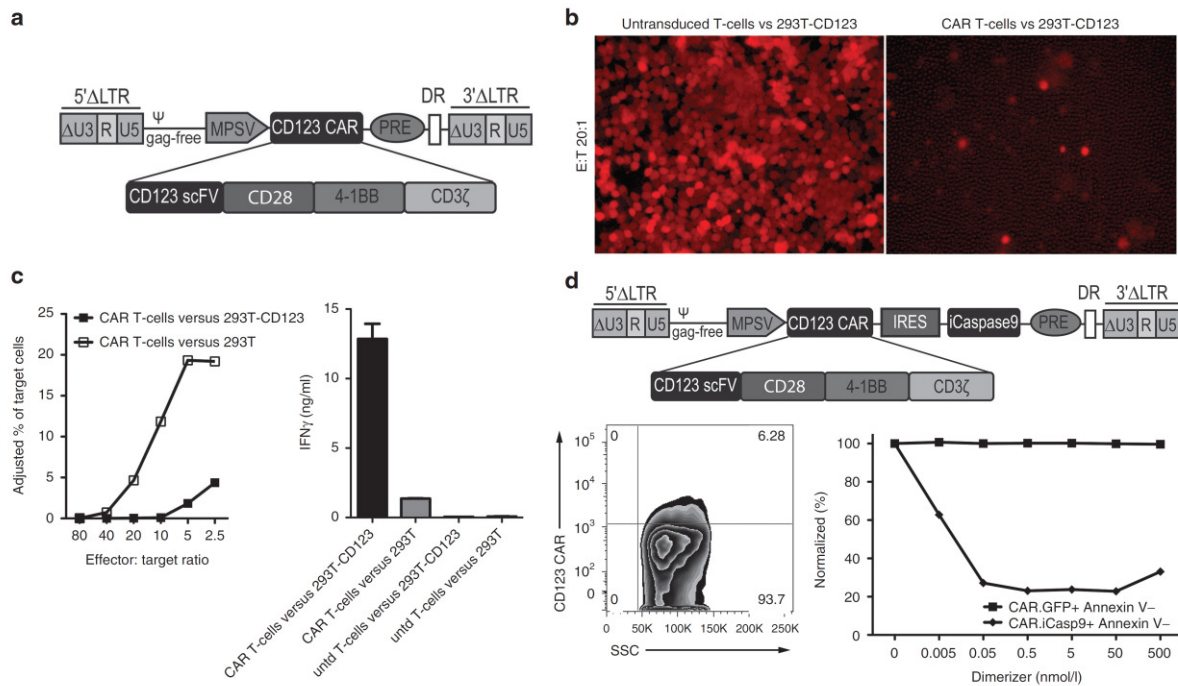 a
5'ΔLTR
ΔU3 R U5
Ψ
gag-free
MPSV
CD123 CAR
PRE
DR
3'ΔLTR
ΔU3 R U5
CD123 scFV CD28 4-1BB CD3ζ
b
Untransduced T-cells vs 293T-CD123
CAR T-cells vs 293T-CD123
E:T 20:1
c
CAR T-cells versus 293T-CD123
CAR T-cells versus 293T
Adjusted % of target cells
25
20
15
10
5
0
80 40 20 10 5 2.5
Effector: target ratio
IFNγ (ng/ml)
15
10
5
0
CAR T-cells versus 293T-CD123
CAR T-cells versus 293T
untd T-cells versus 293T-CD123
untd T-cells versus 293T
d
5'ΔLTR
ΔU3 R U5
Ψ
gag-free
MPSV
CD123 CAR
IRES
iCaspase9
PRE
DR
3'ΔLTR
ΔU3 R U5
CD123 scFV CD28 4-1BB CD3ζ
CD123 CAR
10⁵
10⁴
10³
10²
0
0 6.28
0 93.7
0 50K 100K 150K 200K 250K
SSC
Normalized (%)
100
80
60
40
20
0
CAR.GFP+ Annexin V−
CAR.iCasp9+ Annexin V−
0 0.005 0.05 0.5 5 50 500
Dimerizer (nmol/l)